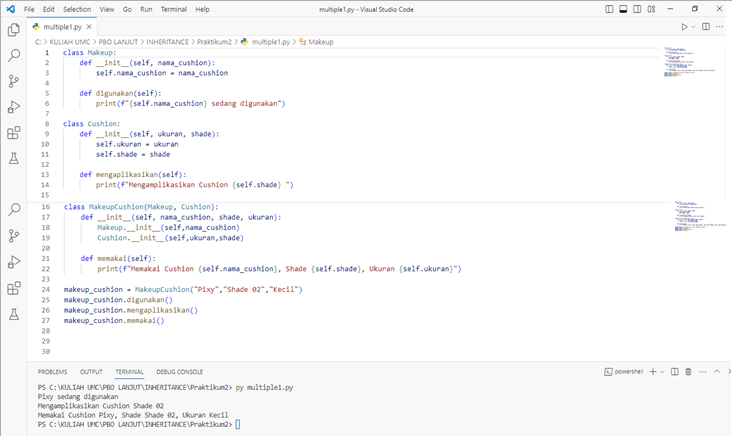 File Edit Selection View Go Run Terminal Help multiple1.py - Visual Studio Code
multiple1.py
C: > KULIAH UMC > PBO LANJUT > INHERITANCE > Praktikum2 > multiple1.py > Makeup
1 class Makeup:
2 def __init__(self, nama_cushion):
3 self.nama_cushion = nama_cushion
4
5 def digunakan(self):
6 print(f"{self.nama_cushion} sedang digunakan")
7
8 class Cushion:
9 def __init__(self, ukuran, shade):
10 self.ukuran = ukuran
11 self.shade = shade
12
13 def mengaplikasikan(self):
14 print(f"Mengamplikasikan Cushion {self.shade} ")
15
16 class MakeupCushion(Makeup, Cushion):
17 def __init__(self, nama_cushion, shade, ukuran):
18 Makeup.__init__(self,nama_cushion)
19 Cushion.__init__(self,ukuran,shade)
20
21 def memakai(self):
22 print(f"Memakai Cushion {self.nama_cushion}, Shade {self.shade}, Ukuran {self.ukuran}")
23
24 makeup_cushion = MakeupCushion("Pixy","Shade 02","Kecil")
25 makeup_cushion.digunakan()
26 makeup_cushion.mengaplikasikan()
27 makeup_cushion.memakai()
28
29
30
PROBLEMS OUTPUT TERMINAL DEBUG CONSOLE powershell
PS C:\KULIAH UMC\PBO LANJUT\INHERITANCE\Praktikum2> py multiple1.py
Pixy sedang digunakan
Mengamplikasikan Cushion Shade 02
Memakai Cushion Pixy, Shade Shade 02, Ukuran Kecil
PS C:\KULIAH UMC\PBO LANJUT\INHERITANCE\Praktikum2>